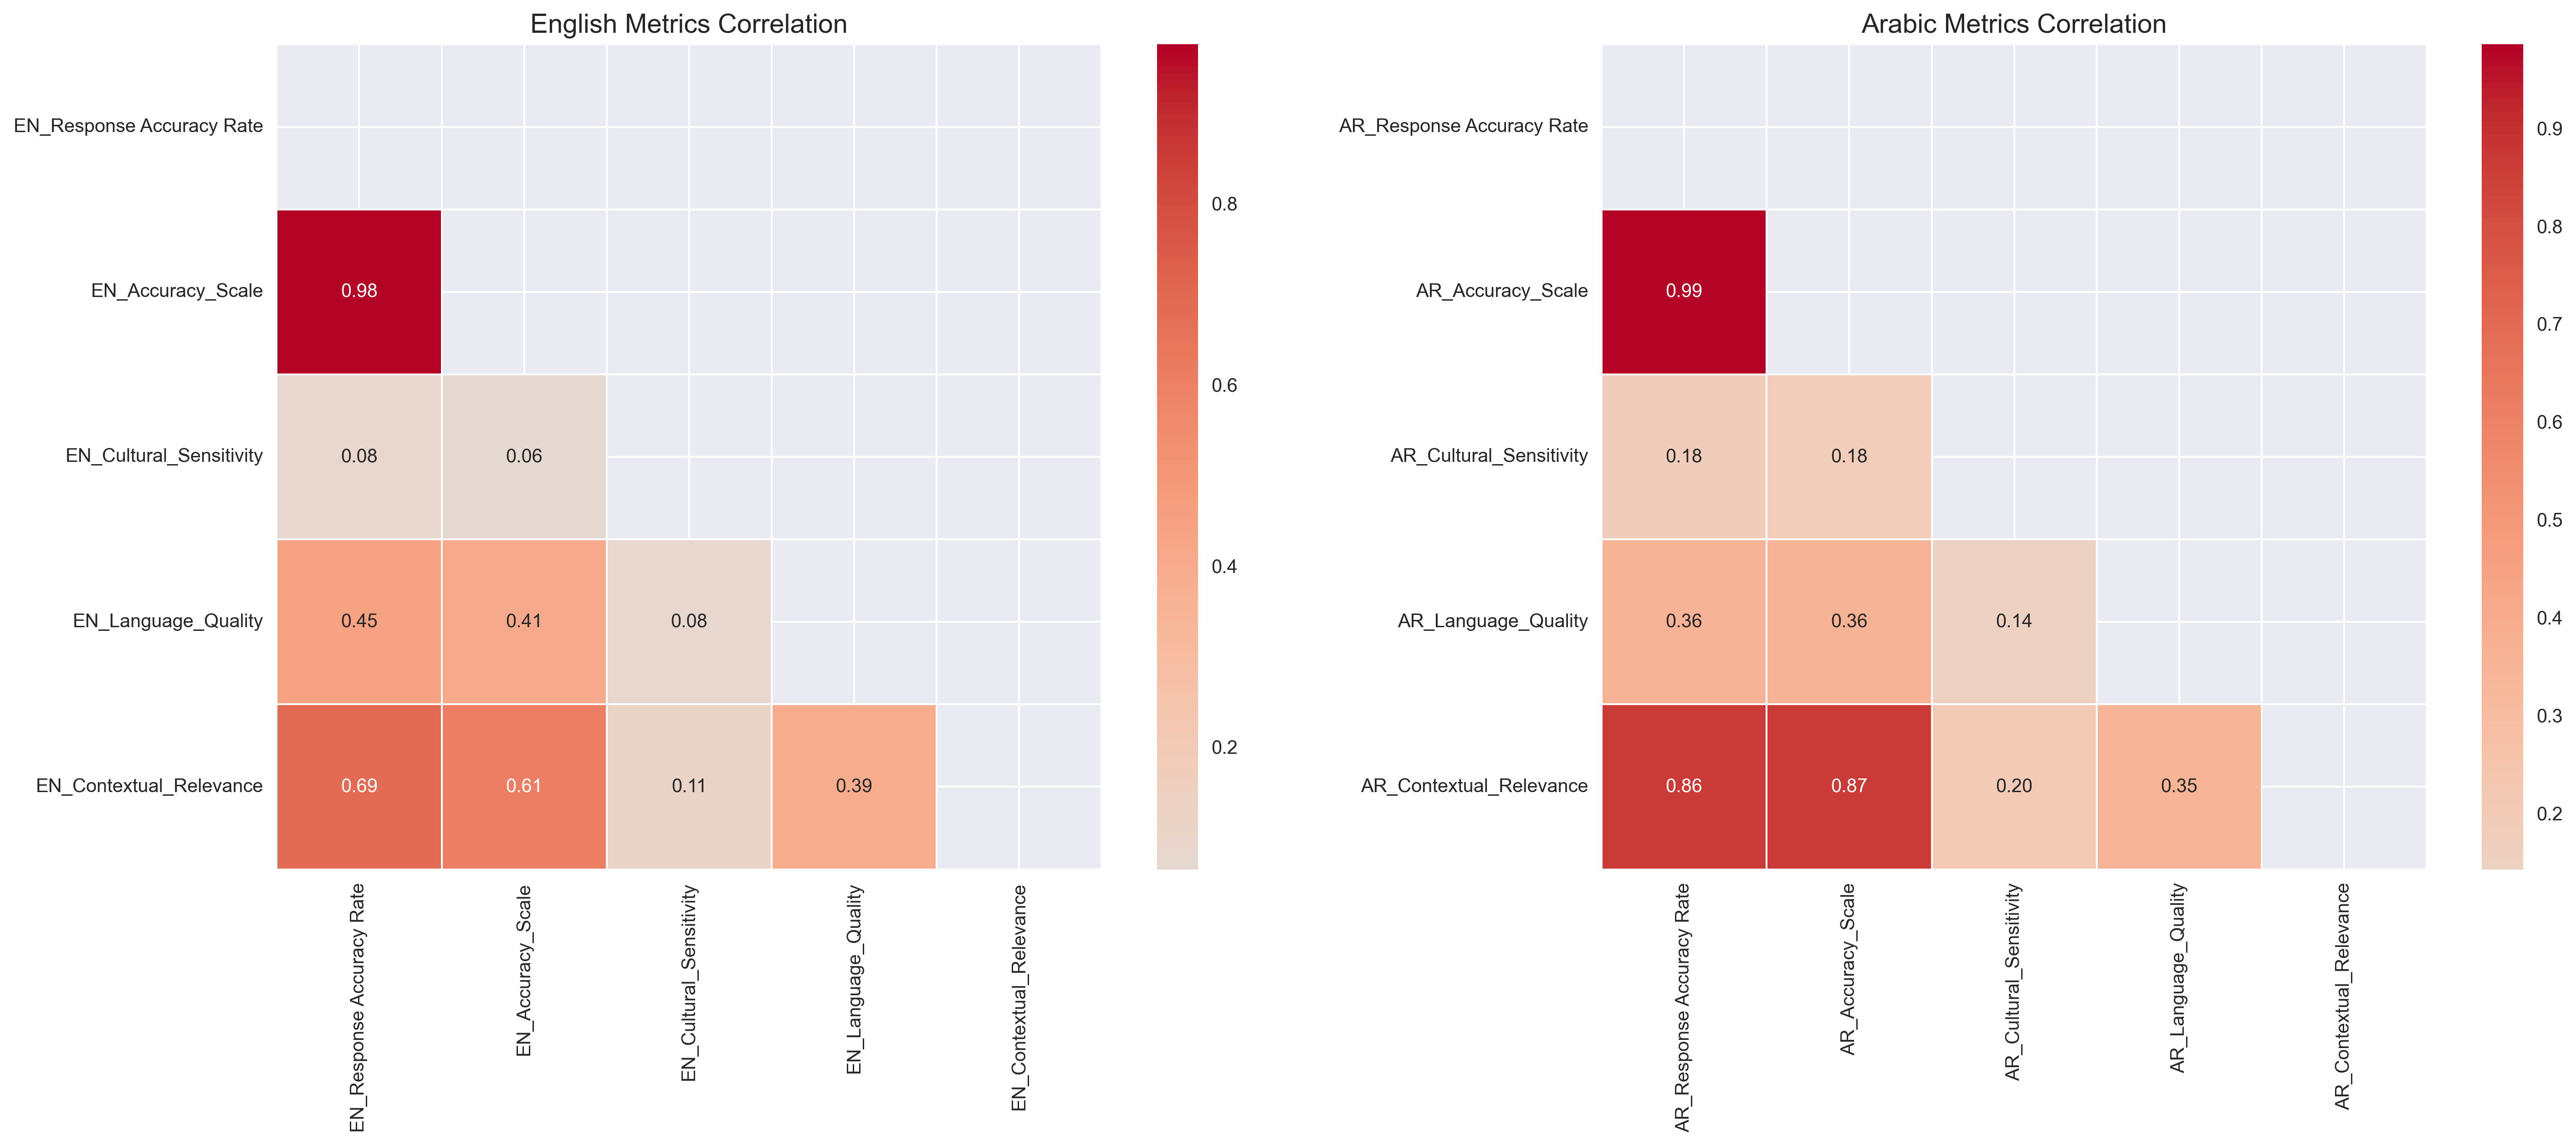 English Metrics Correlation
EN_Response Accuracy Rate
EN_Accuracy_Scale
0.98
EN_Cultural_Sensitivity
0.08 0.06
EN_Language_Quality
0.45 0.41 0.08
EN_Contextual_Relevance
0.69 0.61 0.11 0.39
EN_Response Accuracy Rate
EN_Accuracy_Scale
EN_Cultural_Sensitivity
EN_Language_Quality
EN_Contextual_Relevance
0.8
0.6
0.4
0.2
Arabic Metrics Correlation
AR_Response Accuracy Rate
AR_Accuracy_Scale
0.99
AR_Cultural_Sensitivity
0.18 0.18
AR_Language_Quality
0.36 0.36 0.14
AR_Contextual_Relevance
0.86 0.87 0.20 0.35
AR_Response Accuracy Rate
AR_Accuracy_Scale
AR_Cultural_Sensitivity
AR_Language_Quality
AR_Contextual_Relevance
0.9
0.8
0.7
0.6
0.5
0.4
0.3
0.2